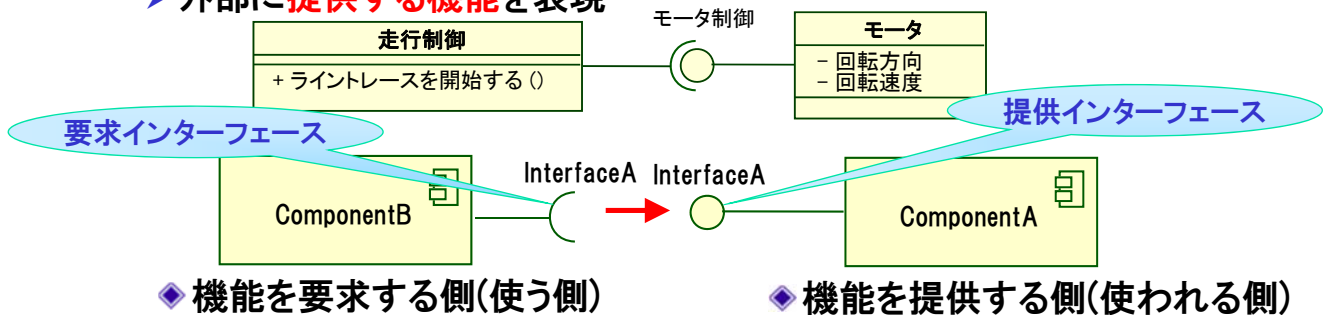 外部に提供する機能を表現
モータ制御
走行制御
+ ライントレースを開始する()
モータ
- 回転方向
- 回転速度
要求インターフェース
提供インターフェース
InterfaceA
InterfaceA
ComponentB
ComponentA
機能を要求する側(使う側)
機能を提供する側(使われる側)